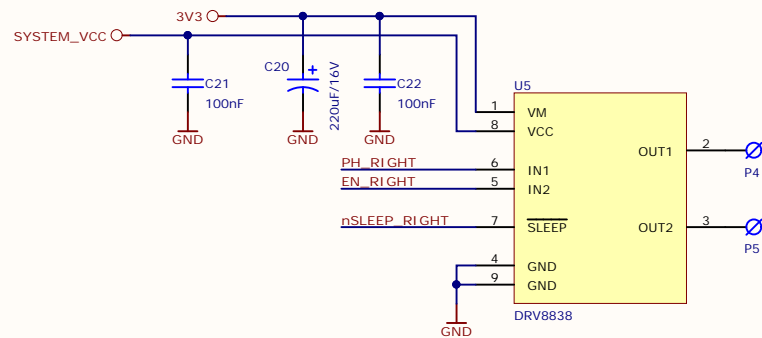 3V3
SYSTEM_VCC
C21
100nF
GND
C20
220uF/16V
GND
C22
100nF
GND
U5
1
VM
8
VCC
PH_RIGHT
6
IN1
EN_RIGHT
5
IN2
nSLEEP_RIGHT
7
SLEEP
4
GND
9
GND
GND
OUT1
2
P4
OUT2
3
P5
DRV8838